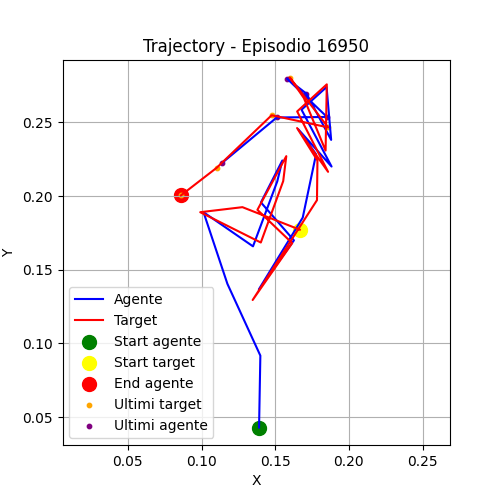 Trajectory - Episodio 16950
0.25
0.20
0.15
0.10
0.05
Y
Agente
Target
Start agente
Start target
End agente
Ultimi target
Ultimi agente
0.05 0.10 0.15 0.20 0.25
X